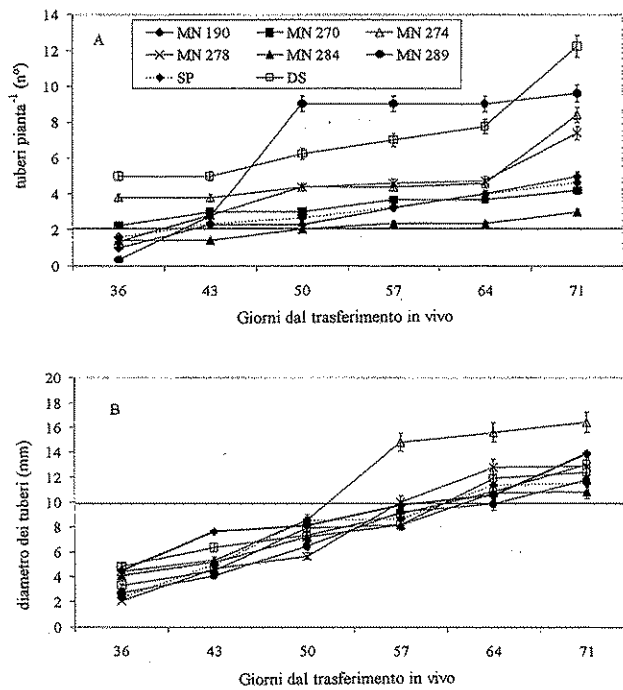 A
MN 190 MN 270 MN 274
MN 278 MN 284 MN 289
SP DS
tuberi pianta⁻¹ (n°)
14
12
10
8
6
4
2
0
36 43 50 57 64 71
Giorni dal trasferimento in vivo
B
diametro dei tuberi (mm)
20
18
16
14
12
10
8
6
4
2
0
36 43 50 57 64 71
Giorni dal trasferimento in vivo